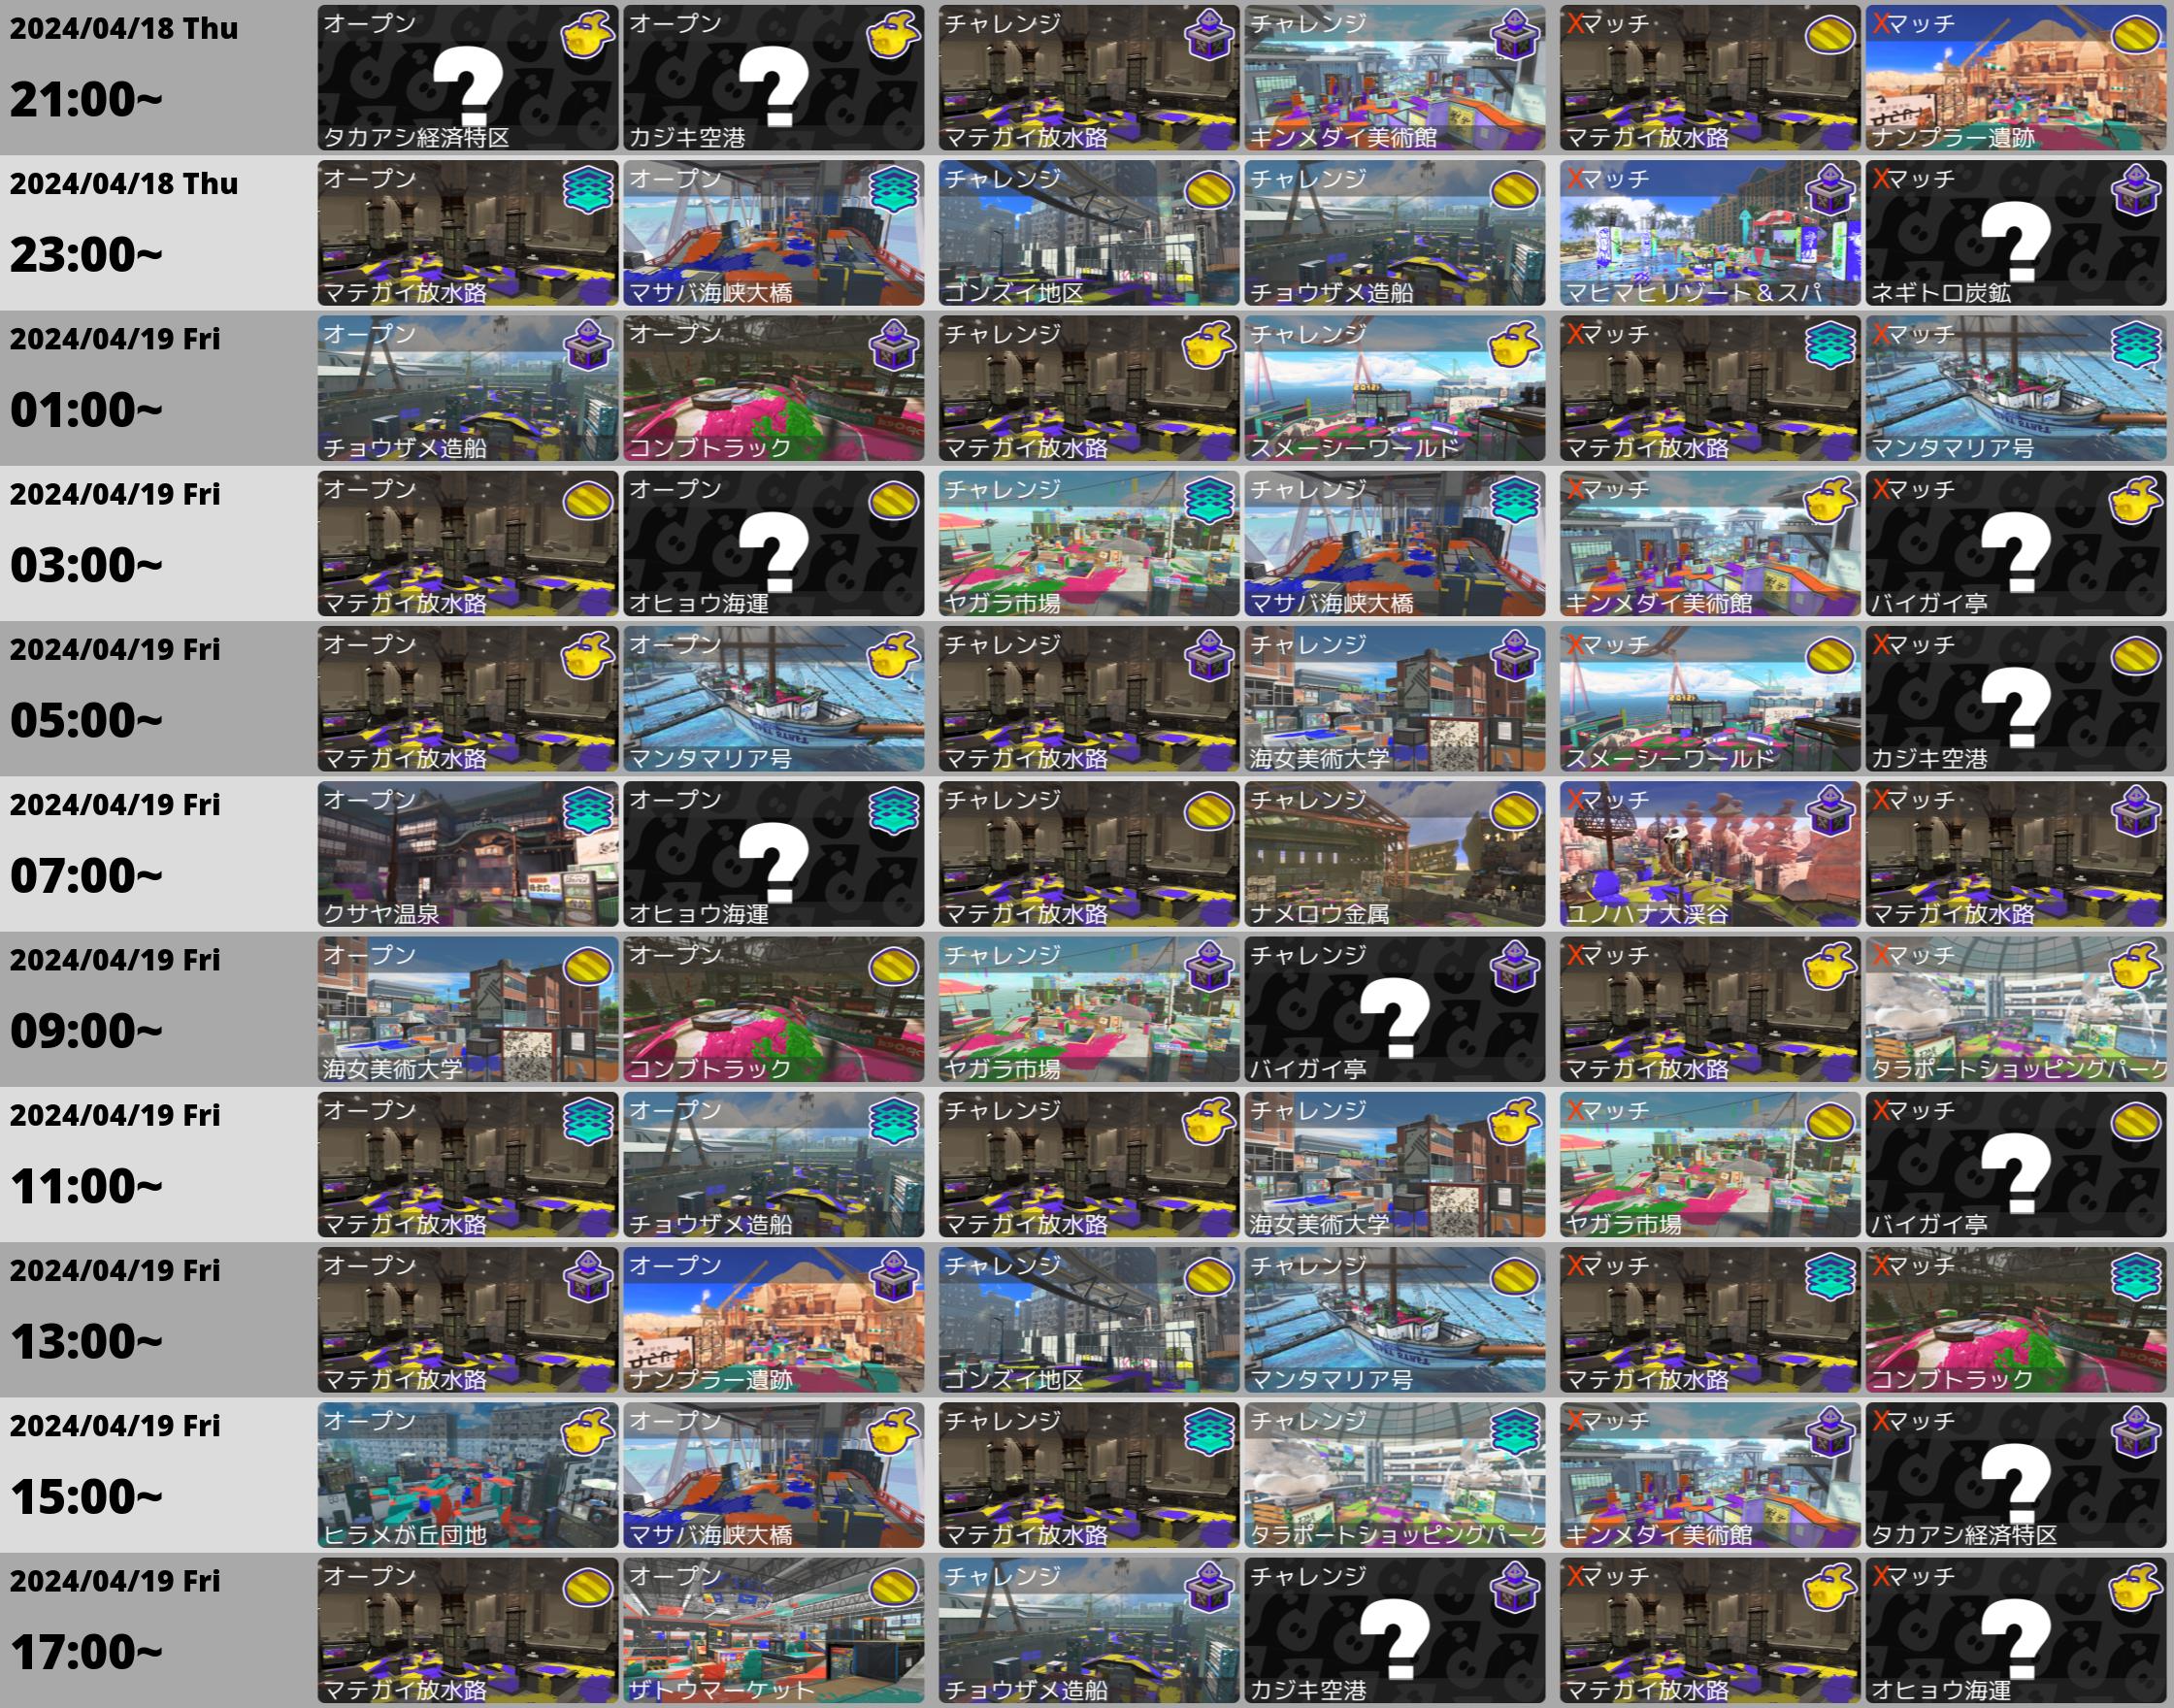 2024/04/18 Thu
21:00~
オープン
タカアシ経済特区
オープン
カジキ空港
チャレンジ
マテガイ放水路
チャレンジ
キンメダイ美術館
Xマッチ
マテガイ放水路
Xマッチ
ナンプラー遺跡
2024/04/18 Thu
23:00~
オープン
マテガイ放水路
オープン
マサバ海峡大橋
チャレンジ
ゴンズイ地区
チャレンジ
チョウザメ造船
Xマッチ
マヒマヒリゾート&スパ
Xマッチ
ネギトロ炭鉱
2024/04/19 Fri
01:00~
オープン
チョウザメ造船
オープン
コンブトラック
チャレンジ
マテガイ放水路
チャレンジ
スメーシーワールド
Xマッチ
マテガイ放水路
Xマッチ
マンタマリア号
2024/04/19 Fri
03:00~
オープン
マテガイ放水路
オープン
オヒョウ海運
チャレンジ
ヤガラ市場
チャレンジ
マサバ海峡大橋
Xマッチ
キンメダイ美術館
Xマッチ
バイガイ亭
2024/04/19 Fri
05:00~
オープン
マテガイ放水路
オープン
マンタマリア号
チャレンジ
マテガイ放水路
チャレンジ
海女美術大学
Xマッチ
スメーシーワールド
Xマッチ
カジキ空港
2024/04/19 Fri
07:00~
オープン
クサヤ温泉
オープン
オヒョウ海運
チャレンジ
マテガイ放水路
チャレンジ
ナメロウ金属
Xマッチ
ユノハナ大渓谷
Xマッチ
マテガイ放水路
2024/04/19 Fri
09:00~
オープン
海女美術大学
オープン
コンブトラック
チャレンジ
ヤガラ市場
チャレンジ
バイガイ亭
Xマッチ
マテガイ放水路
Xマッチ
タラポートショッピングパーク
2024/04/19 Fri
11:00~
オープン
マテガイ放水路
オープン
チョウザメ造船
チャレンジ
マテガイ放水路
チャレンジ
海女美術大学
Xマッチ
ヤガラ市場
Xマッチ
バイガイ亭
2024/04/19 Fri
13:00~
オープン
マテガイ放水路
オープン
ナンプラー遺跡
チャレンジ
ゴンズイ地区
チャレンジ
マンタマリア号
Xマッチ
マテガイ放水路
Xマッチ
コンブトラック
2024/04/19 Fri
15:00~
オープン
ヒラメが丘団地
オープン
マサバ海峡大橋
チャレンジ
マテガイ放水路
チャレンジ
タラポートショッピングパーク
Xマッチ
キンメダイ美術館
Xマッチ
タカアシ経済特区
2024/04/19 Fri
17:00~
オープン
マテガイ放水路
オープン
ザトウマーケット
チャレンジ
チョウザメ造船
チャレンジ
カジキ空港
Xマッチ
マテガイ放水路
Xマッチ
オヒョウ海運